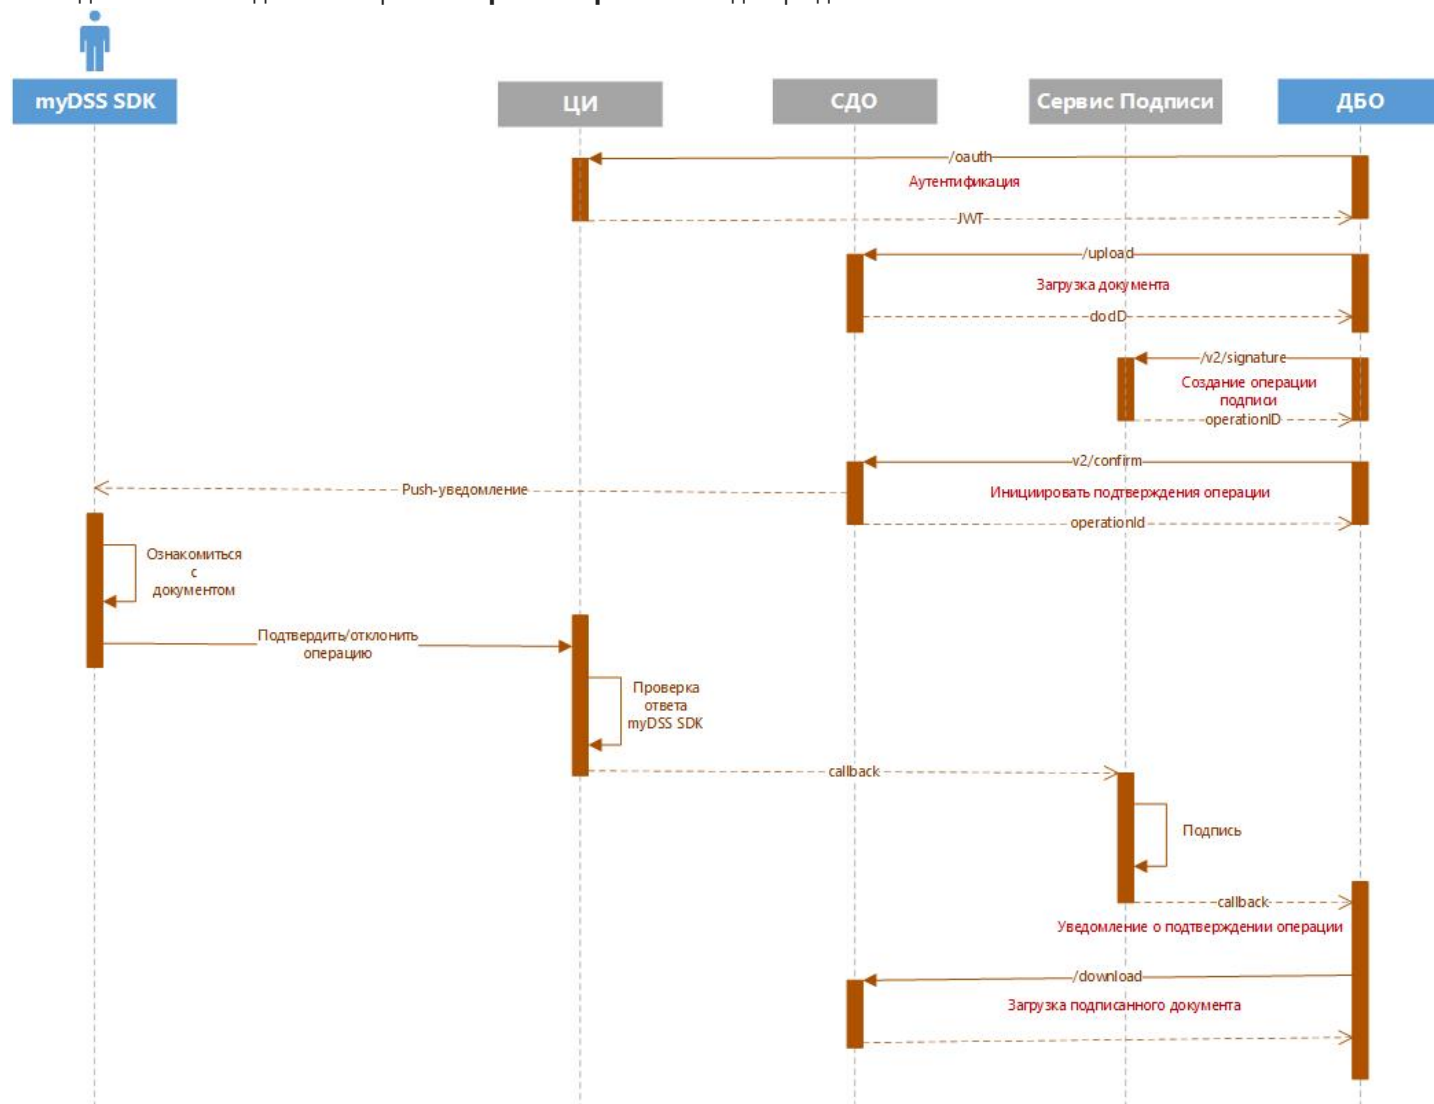 myDSS SDK
ЦИ
СДО
Сервис Подписи
ДБО
/oauth
Аутентификация
JWT
/upload
Загрузка документа
docID
/v2/signature
Создание операции
подписи
operationID
v2/confirm
Push-уведомление
Инициировать подтверждения операции
operationId
Ознакомиться
с
документом
Подтвердить/отклонить
операцию
Проверка
ответа
myDSS SDK
callback
Подпись
callback
Уведомление о подтверждении операции
/download
Загрузка подписанного документа